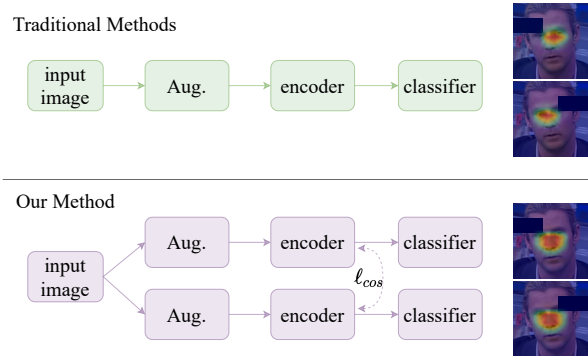 Traditional Methods
input
image
Aug.
encoder
classifier
Our Method
Aug.
encoder
classifier
input
image
ℓcos
Aug.
encoder
classifier